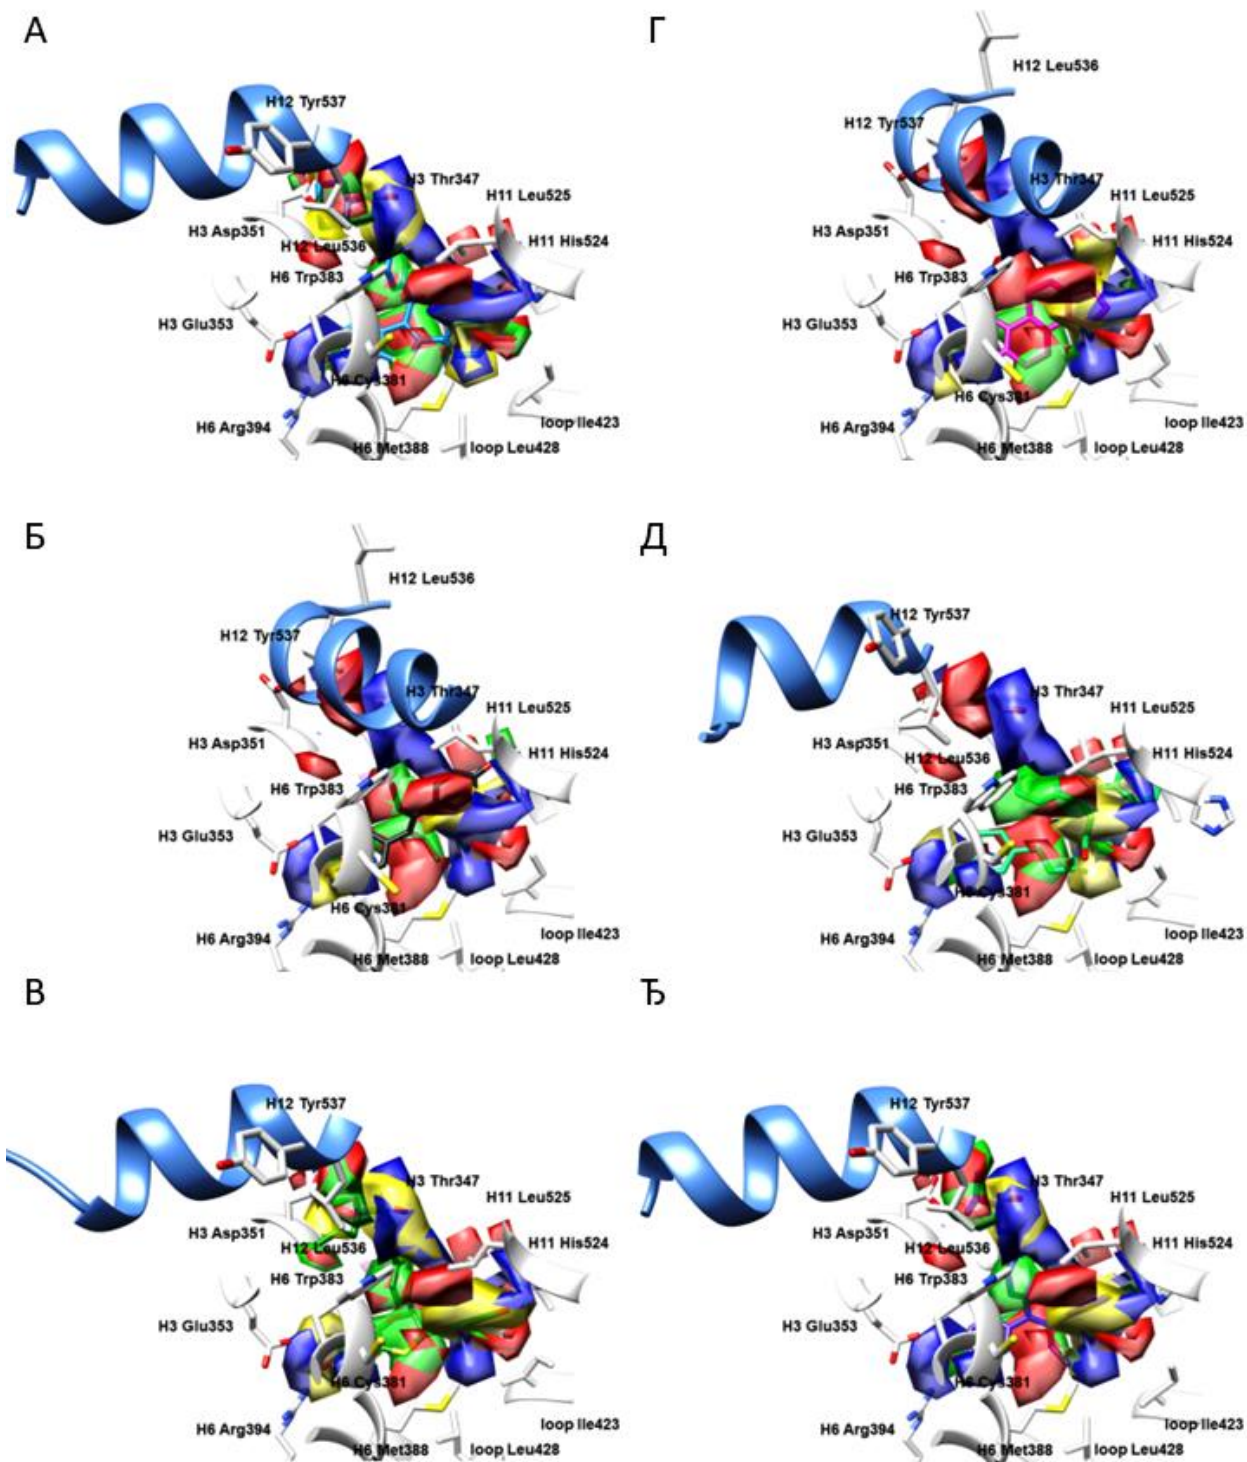 А
H12 Tyr537
H3 Thr347
H11 Leu525
H3 Asp351
H12 Leu536
H11 His524
H6 Trp383
H3 Glu353
H6 Cys381
H6 Arg394
H6 Met388
loop Leu428
loop Ile423
Г
H12 Leu536
H12 Tyr537
H3 Thr347
H11 Leu525
H3 Asp351
H11 His524
H6 Trp383
H3 Glu353
H6 Cys381
H6 Arg394
H6 Met388
loop Leu428
loop Ile423
Б
H12 Leu536
H12 Tyr537
H3 Thr347
H11 Leu525
H3 Asp351
H11 His524
H6 Trp383
H3 Glu353
H6 Cys381
H6 Arg394
H6 Met388
loop Leu428
loop Ile423
Д
H12 Tyr537
H3 Thr347
H11 Leu525
H3 Asp351
H12 Leu536
H11 His524
H6 Trp383
H3 Glu353
H6 Cys381
H6 Arg394
H6 Met388
loop Leu428
loop Ile423
В
H12 Tyr537
H3 Thr347
H11 Leu525
H3 Asp351
H12 Leu536
H11 His524
H6 Trp383
H3 Glu353
H6 Cys381
H6 Arg394
H6 Met388
loop Leu428
loop Ile423
Ђ
H12 Tyr537
H3 Thr347
H11 Leu525
H3 Asp351
H12 Leu536
H11 His524
H6 Trp383
H3 Glu353
H6 Cys381
H6 Arg394
H6 Met388
loop Leu428
loop Ile423